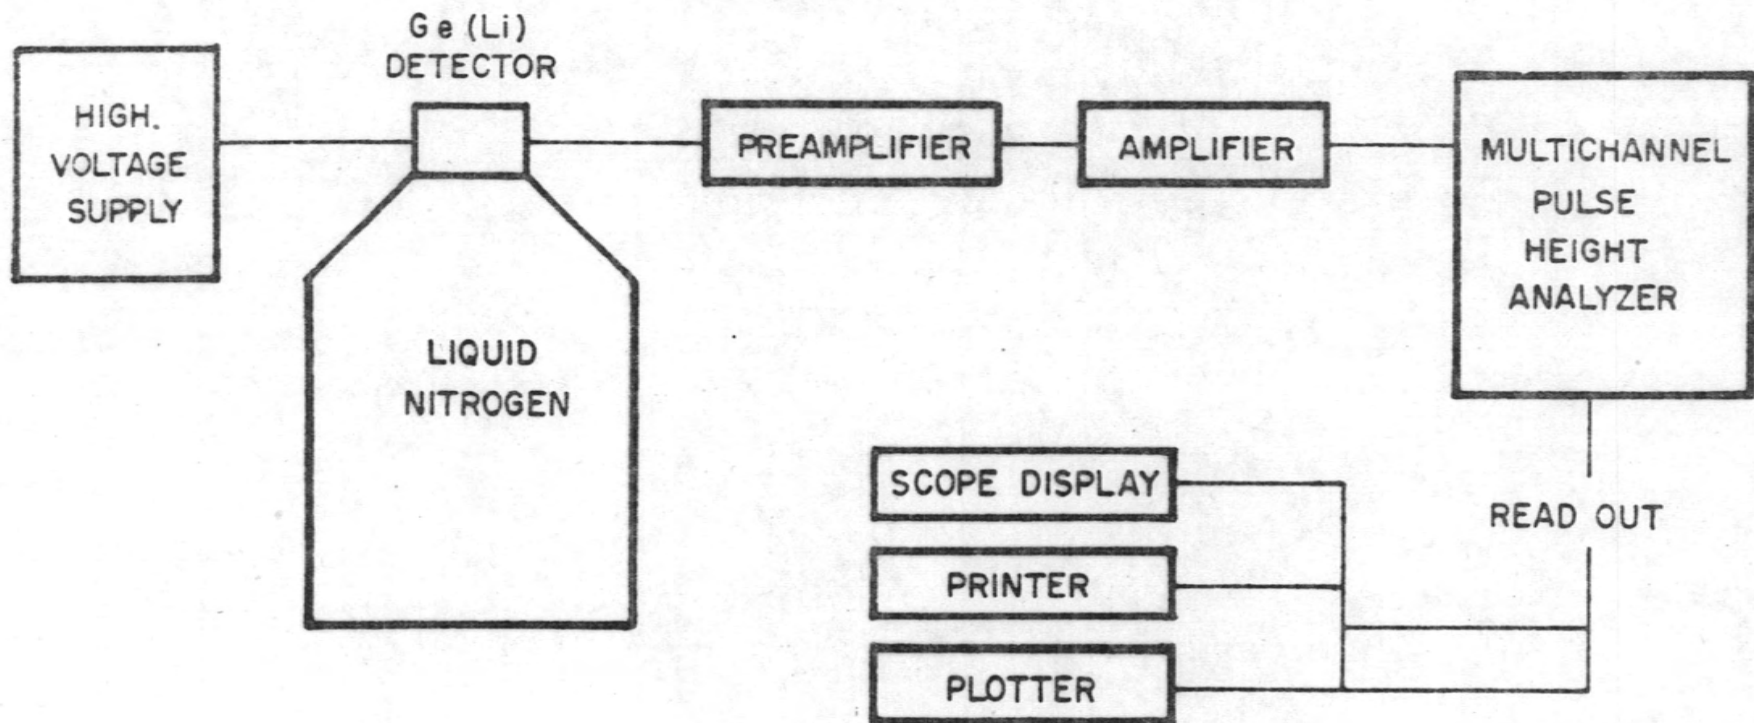 HIGH.
VOLTAGE
SUPPLY
Ge (Li)
DETECTOR
LIQUID
NITROGEN
PREAMPLIFIER
AMPLIFIER
MULTICHANNEL
PULSE
HEIGHT
ANALYZER
READ OUT
SCOPE DISPLAY
PRINTER
PLOTTER